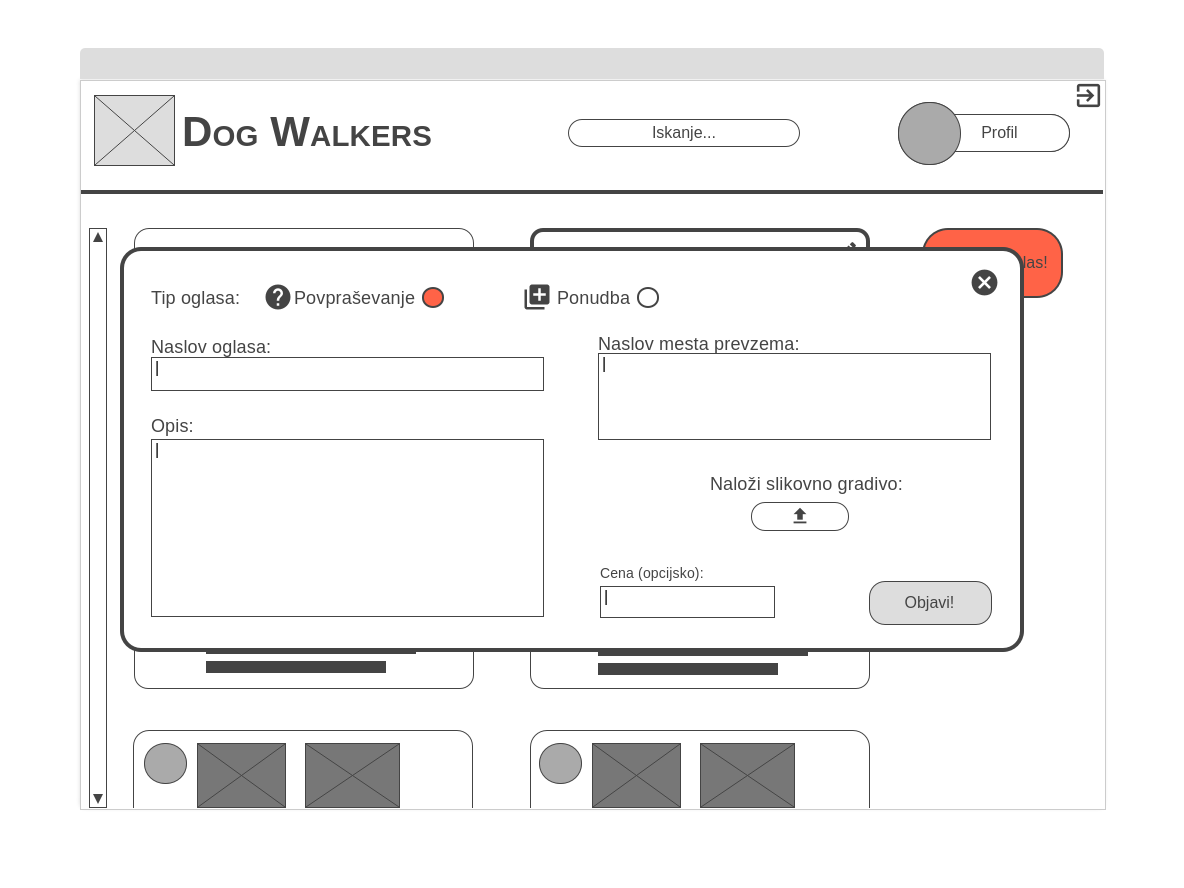 Dog Walkers
Iskanje...
Profil
Tip oglasa:
Povpraševanje
Ponudba
Naslov oglasa:
Naslov mesta prevzema:
Opis:
Naloži slikovno gradivo:
Cena (opcijsko):
Objavi!